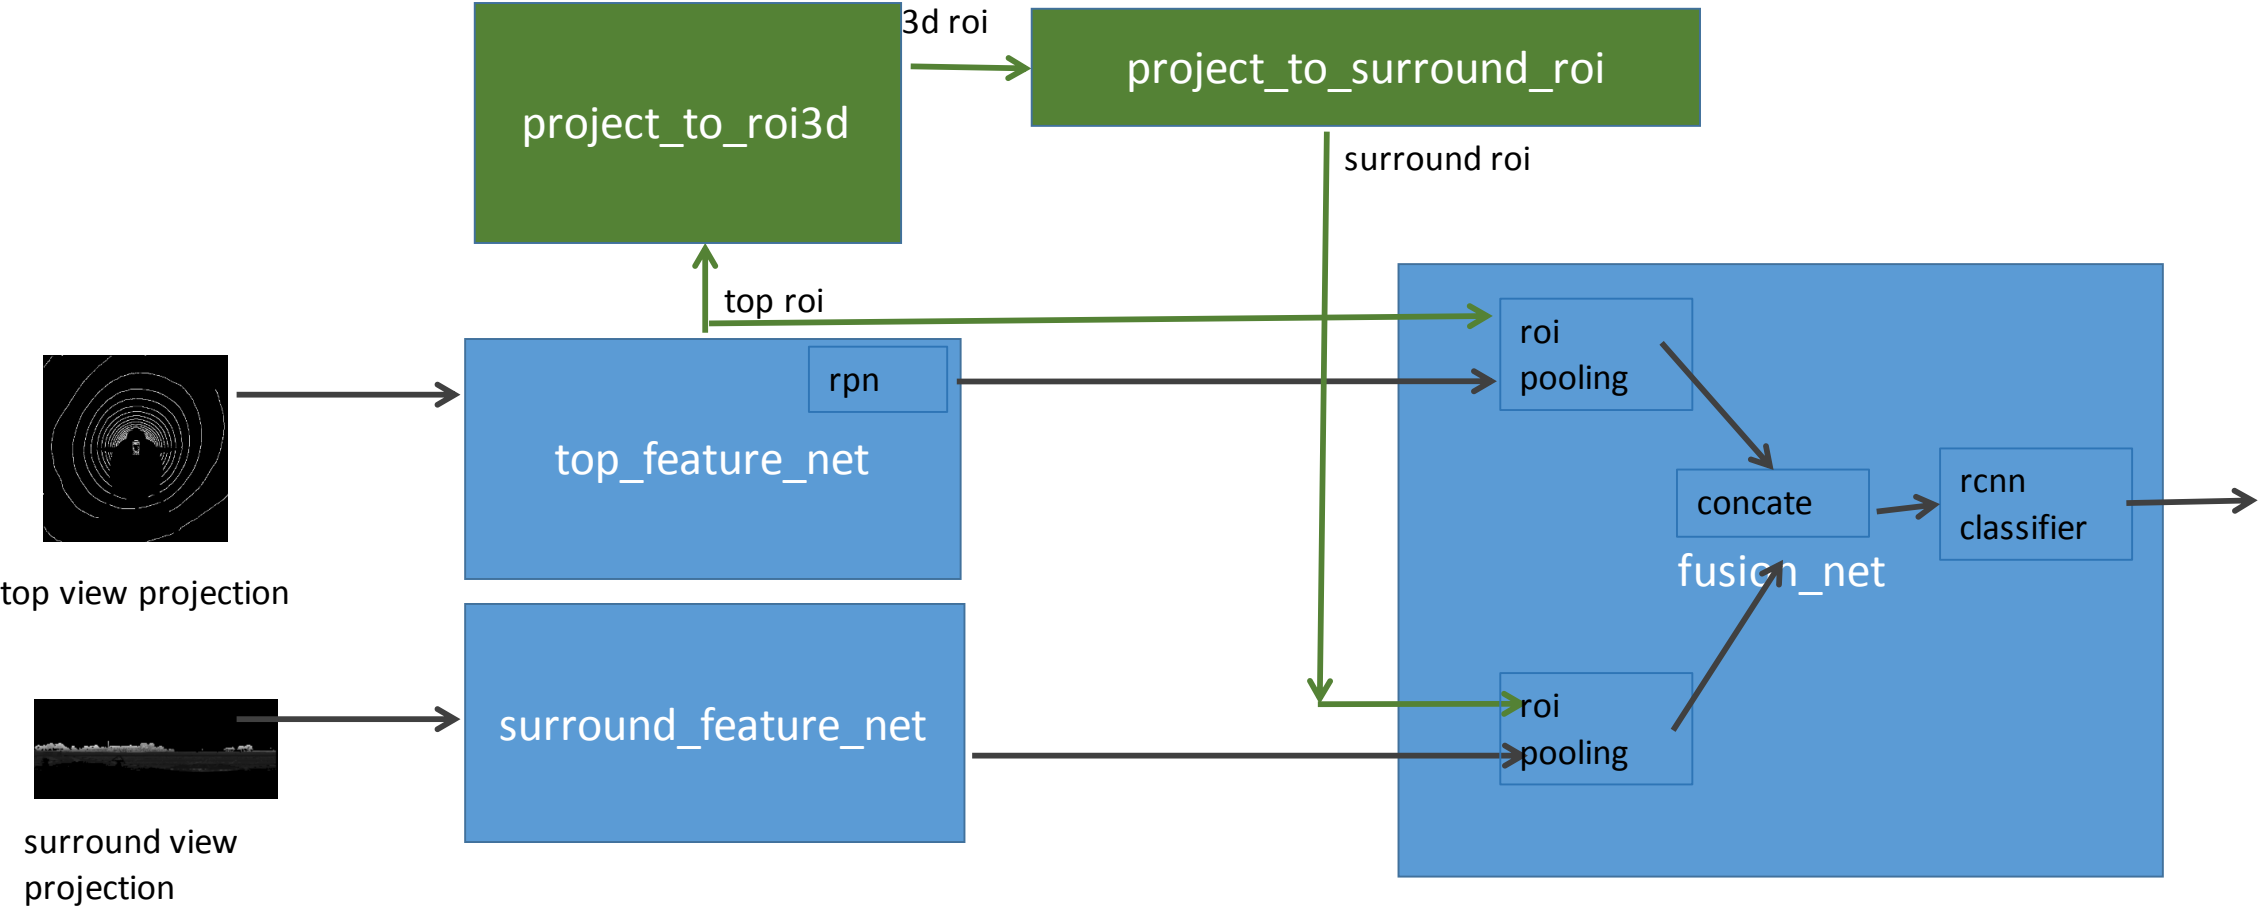 3d roi
project_to_roi3d
project_to_surround_roi
surround roi
top roi
rpn
top_feature_net
top view projection
surround_feature_net
surround view
projection
roi
pooling
concate
rcnn
classifier
fusion_net
roi
pooling